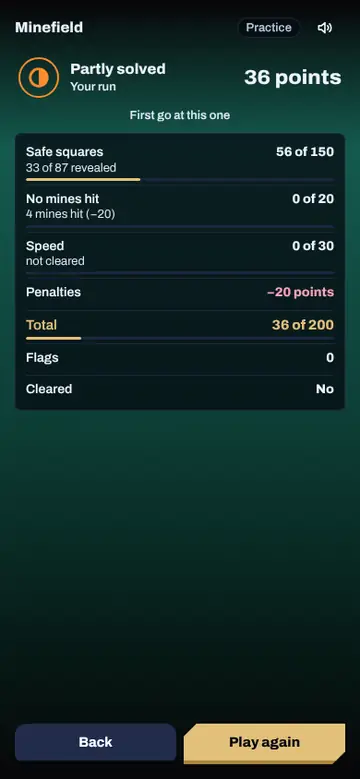 Minefield
Practice
Partly solved
Your run
36 points
First go at this one
Safe squares
56 of 150
33 of 87 revealed
No mines hit
0 of 20
4 mines hit (−20)
Speed
0 of 30
not cleared
Penalties
−20 points
Total
36 of 200
Flags
0
Cleared
No
Back
Play again